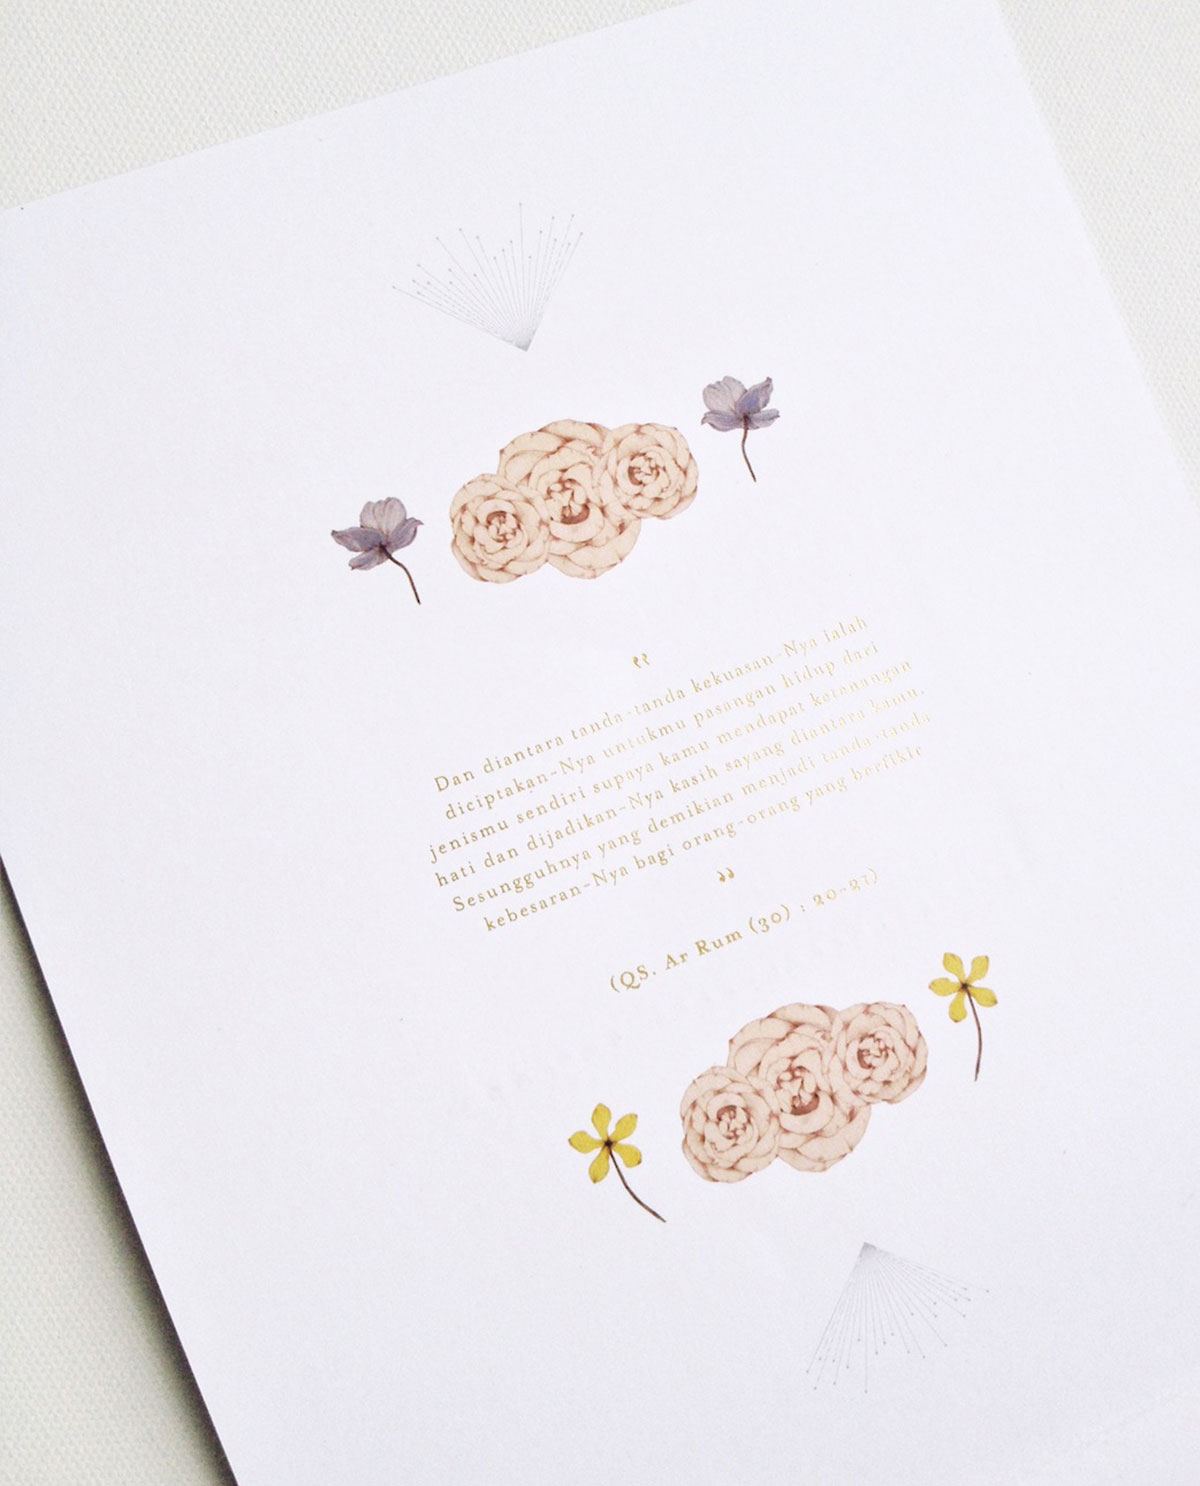 “
Dan diantara tanda-tanda kekuasan-Nya ialah
diciptakan-Nya untukmu pasangan hidup dari
jenismu sendiri supaya kamu mendapat ketenangan
hati dan dijadikan-Nya kasih sayang diantara kamu.
Sesungguhnya yang demikian menjadi tanda-tanda
kebesaran-Nya bagi orang-orang yang berfikir
”
(QS. Ar Rum (30) : 20-21)